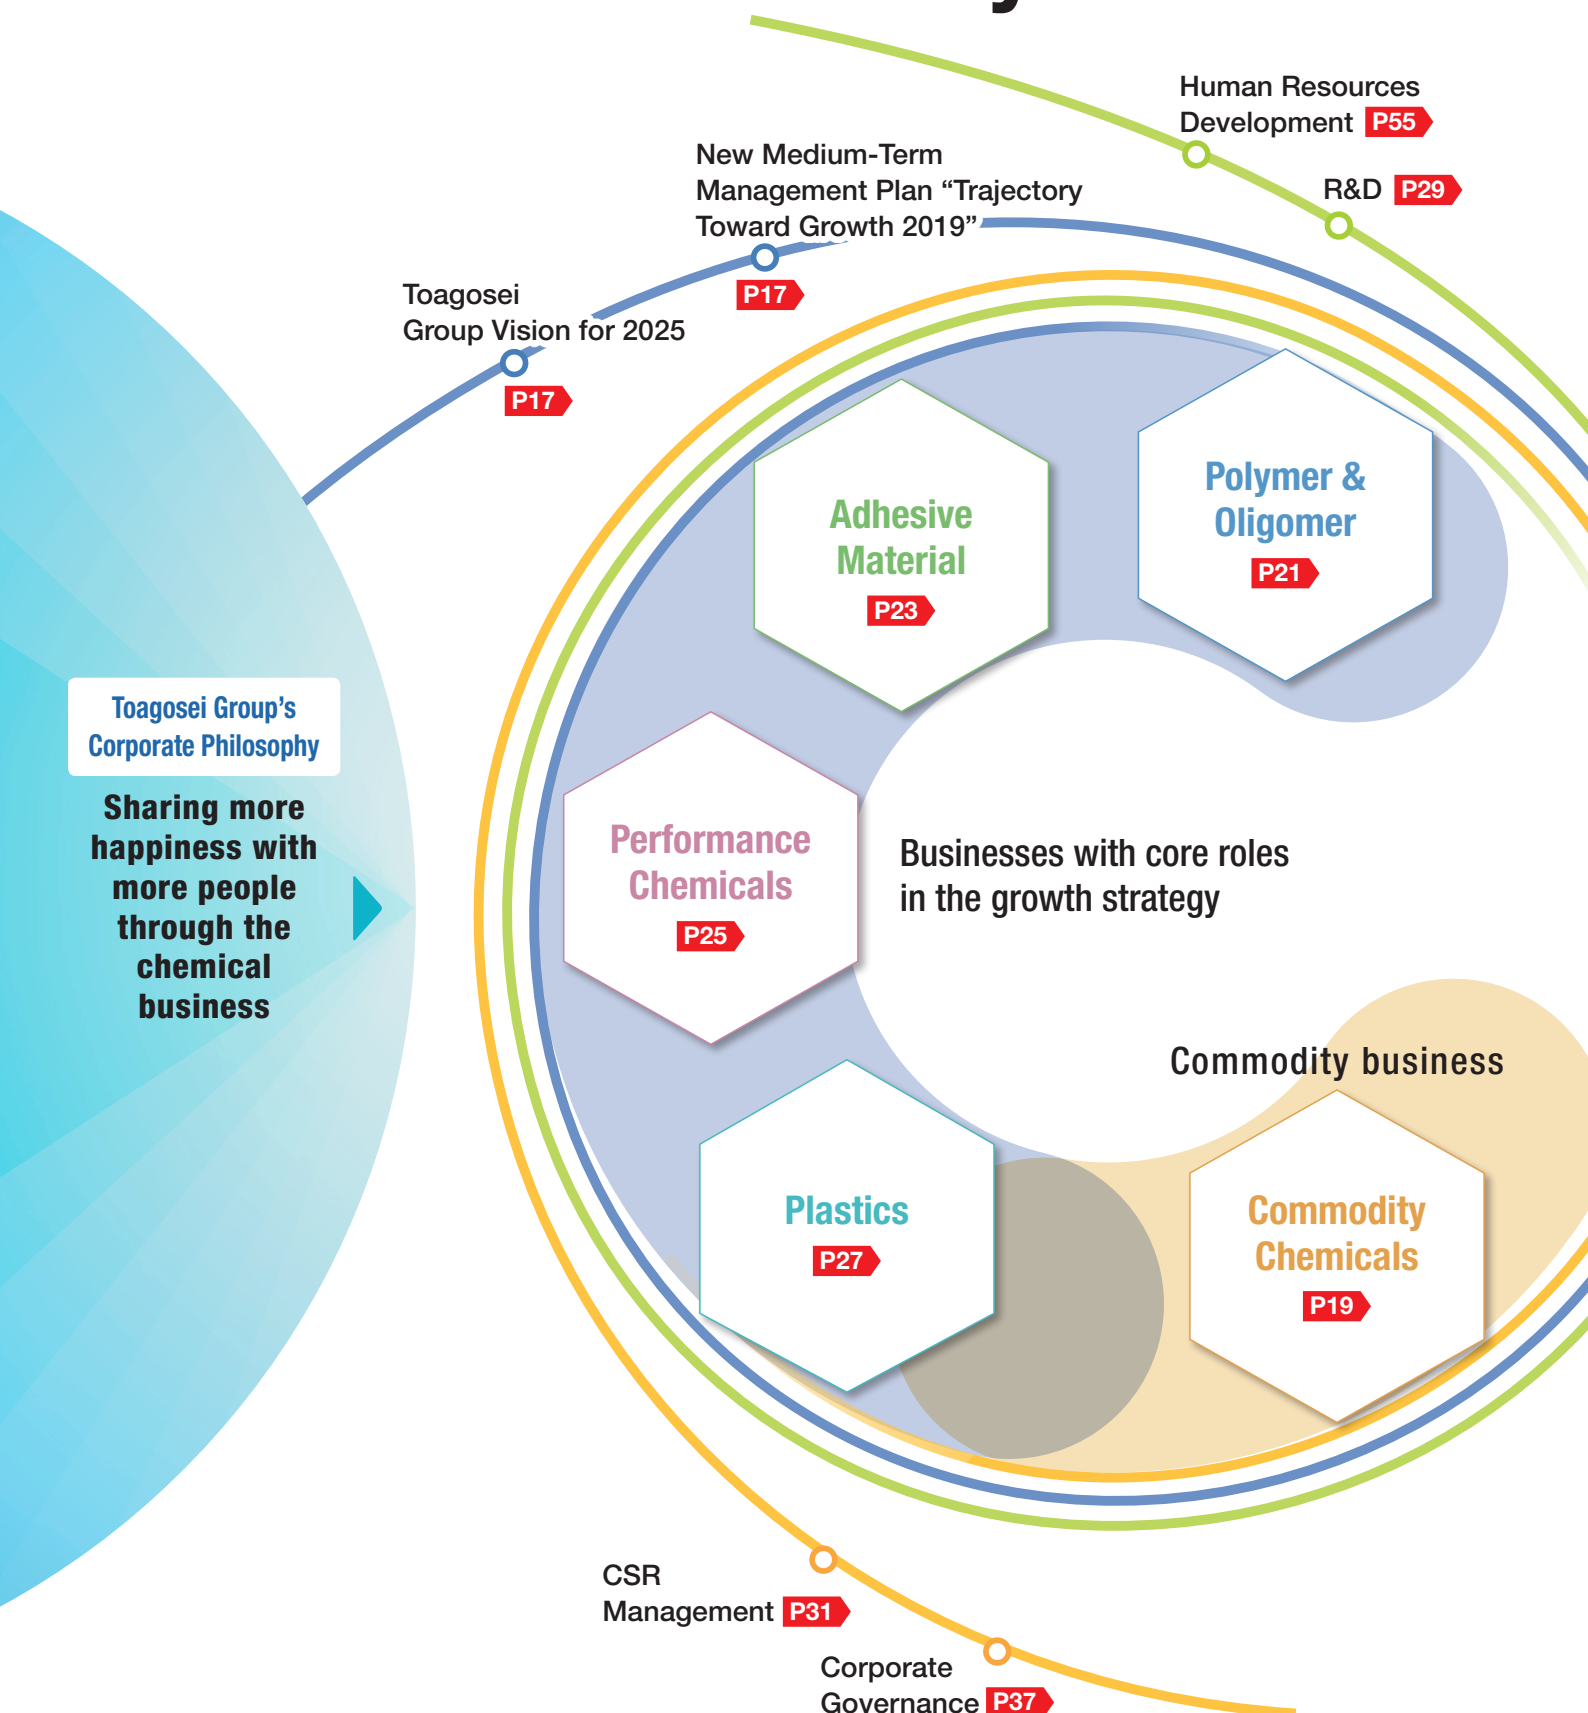 Human Resources
Development P55
R&D P29
New Medium-Term
Management Plan “Trajectory
Toward Growth 2019”
P17
Toagosei
Group Vision for 2025
P17
Polymer &
Oligomer
P21
Adhesive
Material
P23
Toagosei Group’s
Corporate Philosophy
Sharing more
happiness with
more people
through the
chemical
business
Performance
Chemicals
P25
Businesses with core roles
in the growth strategy
Commodity business
Plastics
P27
Commodity
Chemicals
P19
CSR
Management P31
Corporate
Governance P37